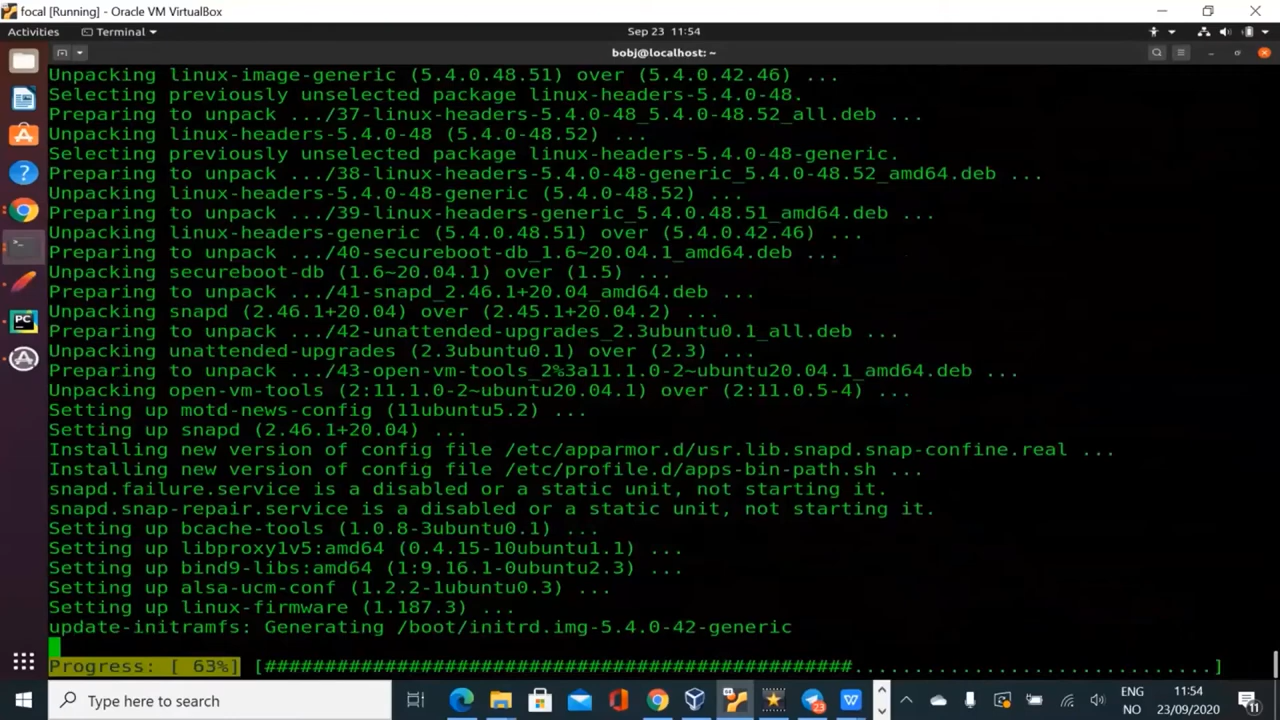 focal [Running] - Oracle VM VirtualBox
Activities Terminal Sep 23 11:54
bobj@localhost: ~
Unpacking linux-image-generic (5.4.0.48.51) over (5.4.0.42.46) ...
Selecting previously unselected package linux-headers-5.4.0-48.
Preparing to unpack .../37-linux-headers-5.4.0-48_5.4.0-48.52_all.deb ...
Unpacking linux-headers-5.4.0-48 (5.4.0-48.52) ...
Selecting previously unselected package linux-headers-5.4.0-48-generic.
Preparing to unpack .../38-linux-headers-5.4.0-48-generic_5.4.0-48.52_amd64.deb ...
Unpacking linux-headers-5.4.0-48-generic (5.4.0-48.52) ...
Preparing to unpack .../39-linux-headers-generic_5.4.0.48.51_amd64.deb ...
Unpacking linux-headers-generic (5.4.0.48.51) over (5.4.0.42.46) ...
Preparing to unpack .../40-secureboot-db_1.6~20.04.1_amd64.deb ...
Unpacking secureboot-db (1.6~20.04.1) over (1.5) ...
Preparing to unpack .../41-snapd_2.46.1+20.04_amd64.deb ...
Unpacking snapd (2.46.1+20.04) over (2.45.1+20.04.2) ...
Preparing to unpack .../42-unattended-upgrades_2.3ubuntu0.1_all.deb ...
Unpacking unattended-upgrades (2.3ubuntu0.1) over (2.3) ...
Preparing to unpack .../43-open-vm-tools_2%3a11.1.0-2~ubuntu20.04.1_amd64.deb ...
Unpacking open-vm-tools (2:11.1.0-2~ubuntu20.04.1) over (2:11.0.5-4) ...
Setting up motd-news-config (11ubuntu5.2) ...
Setting up snapd (2.46.1+20.04) ...
Installing new version of config file /etc/apparmor.d/usr.lib.snapd.snap-confine.real ...
Installing new version of config file /etc/profile.d/apps-bin-path.sh ...
snapd.failure.service is a disabled or a static unit, not starting it.
snapd.snap-repair.service is a disabled or a static unit, not starting it.
Setting up bcache-tools (1.0.8-3ubuntu0.1) ...
Setting up libproxy1v5:amd64 (0.4.15-10ubuntu1.1) ...
Setting up bind9-libs:amd64 (1:9.16.1-0ubuntu2.3) ...
Setting up alsa-ucm-conf (1.2.2-1ubuntu0.3) ...
Setting up linux-firmware (1.187.3) ...
update-initramfs: Generating /boot/initrd.img-5.4.0-42-generic
Progress: [ 63%] [#################################################..............................]
Type here to search 23 W ENG 11:54
NO 23/09/2020 11
PC